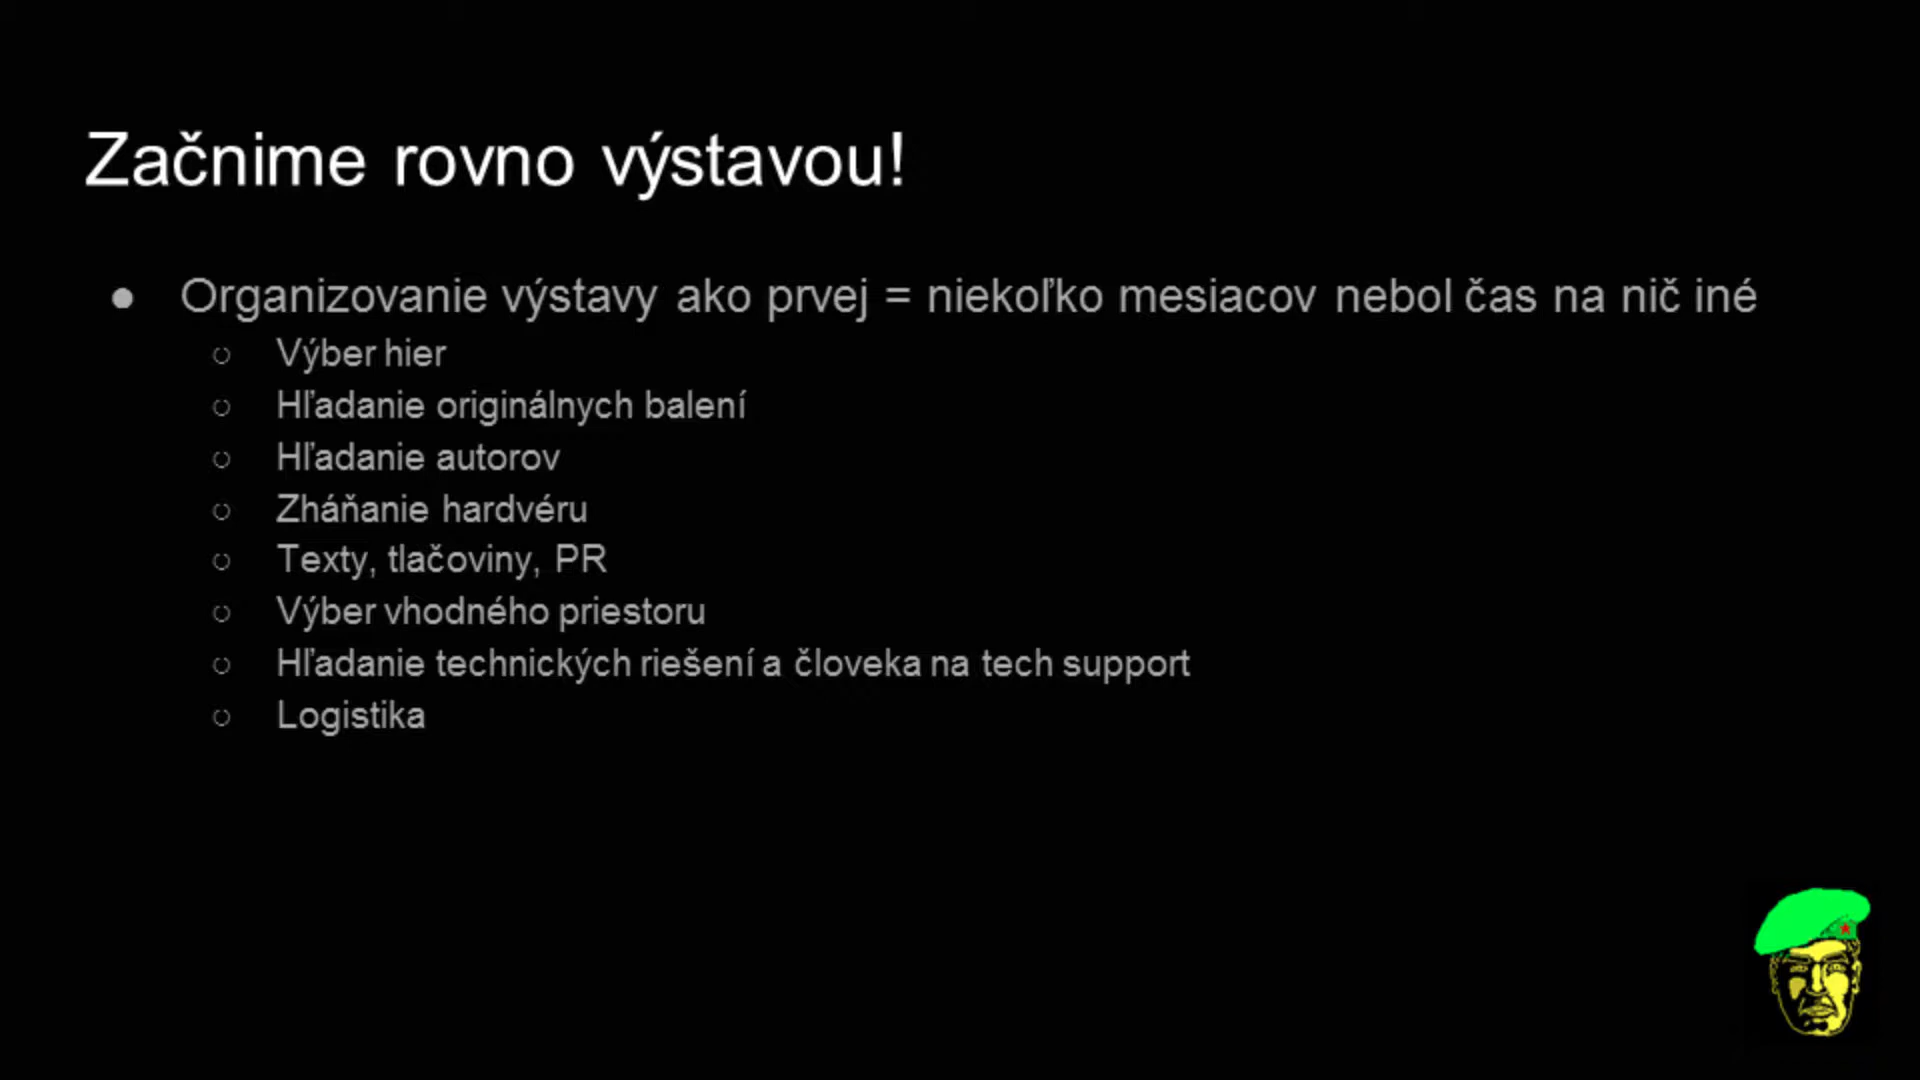 Začnime rovno výstavou!
● Organizovanie výstavy ako prvej = niekoľko mesiacov nebol čas na nič iné
○ Výber hier
○ Hľadanie originálnych balení
○ Hľadanie autorov
○ Zháňanie hardvéru
○ Texty, tlačoviny, PR
○ Výber vhodného priestoru
○ Hľadanie technických riešení a človeka na tech support
○ Logistika